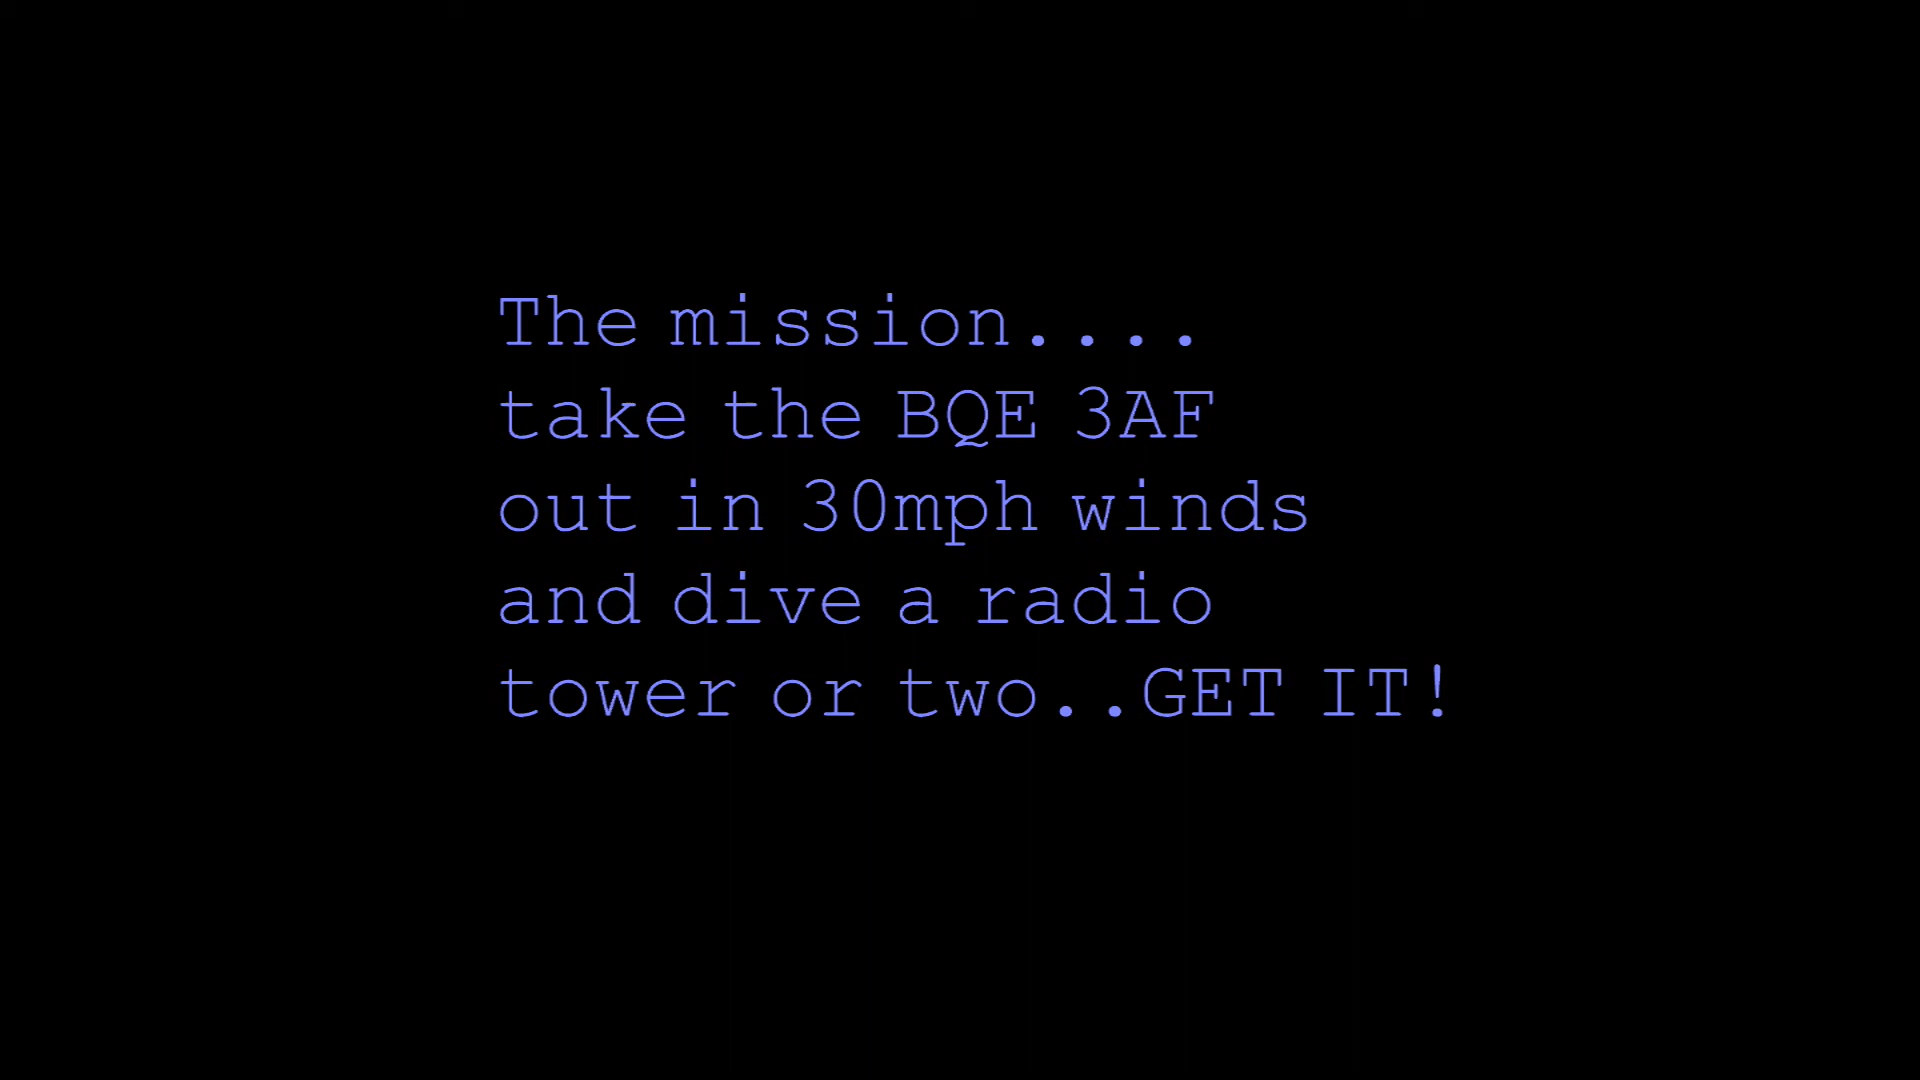 The mission....
take the BQE 3AF
out in 30mph winds
and dive a radio
tower or two..GET IT!